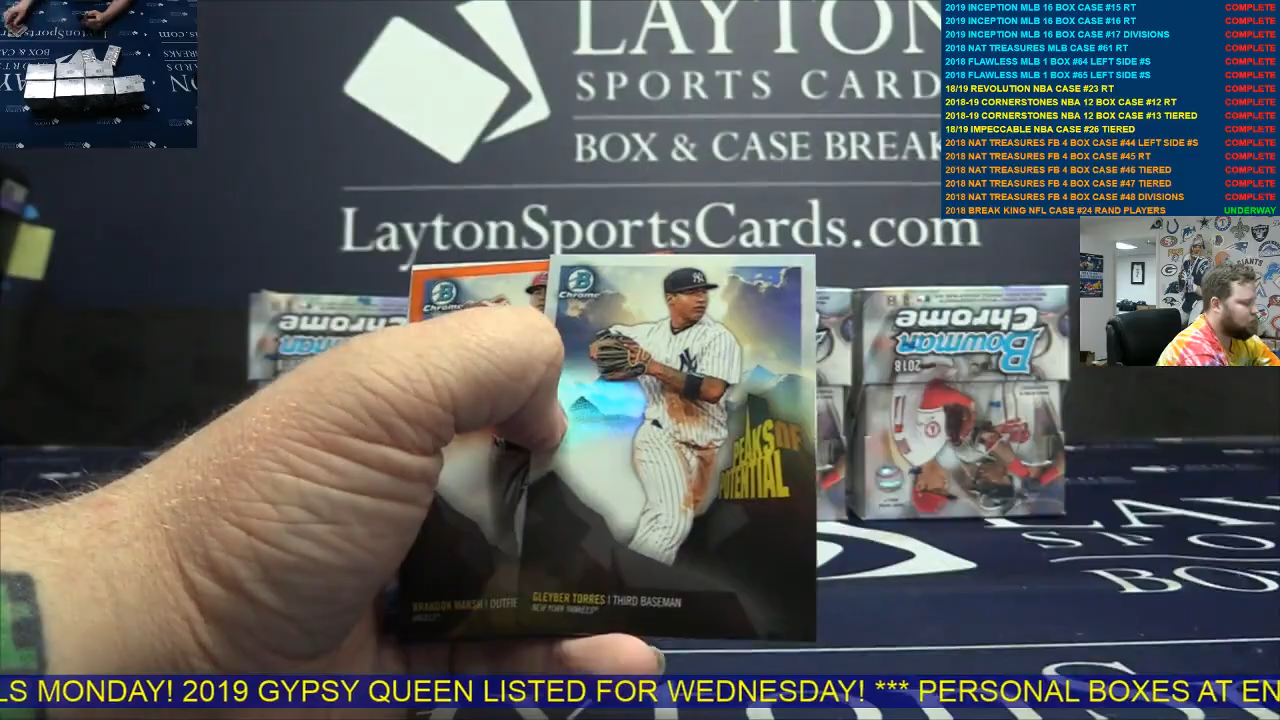 LAYTON
SPORTS CARD
BOX & CASE BREAK
LaytonSportsCards.com
2019 INCEPTION MLB 16 BOX CASE #15 RT COMPLETE
2019 INCEPTION MLB 16 BOX CASE #16 RT COMPLETE
2019 INCEPTION MLB 16 BOX CASE #17 DIVISIONS COMPLETE
2018 NAT TREASURES MLB CASE #61 RT COMPLETE
2018 FLAWLESS MLB 1 BOX #64 LEFT SIDE #S COMPLETE
2018 FLAWLESS MLB 1 BOX #65 LEFT SIDE #S COMPLETE
18/19 REVOLUTION NBA CASE #23 RT COMPLETE
2018-19 CORNERSTONES NBA 12 BOX CASE #12 RT COMPLETE
2018-19 CORNERSTONES NBA 12 BOX CASE #13 TIERED COMPLETE
18/19 IMPECCABLE NBA CASE #26 TIERED COMPLETE
2018 NAT TREASURES FB 4 BOX CASE #44 LEFT SIDE #S COMPLETE
2018 NAT TREASURES FB 4 BOX CASE #45 RT COMPLETE
2018 NAT TREASURES FB 4 BOX CASE #46 TIERED COMPLETE
2018 NAT TREASURES FB 4 BOX CASE #47 TIERED COMPLETE
2018 NAT TREASURES FB 4 BOX CASE #48 DIVISIONS COMPLETE
2018 BREAK KING NFL CASE #24 RAND PLAYERS UNDERWAY
GIANTS
Chrome
Chrome
PEAKS OF
POTENTIAL
BRANDON MARSH | OUTFIE
ANGELS
GLEYBER TORRES | THIRD BASEMAN
NEW YORK YANKEES
Chrome
Bowman
2018
Chrome
LAY
SPO
BO
LS MONDAY! 2019 GYPSY QUEEN LISTED FOR WEDNESDAY! *** PERSONAL BOXES AT EN